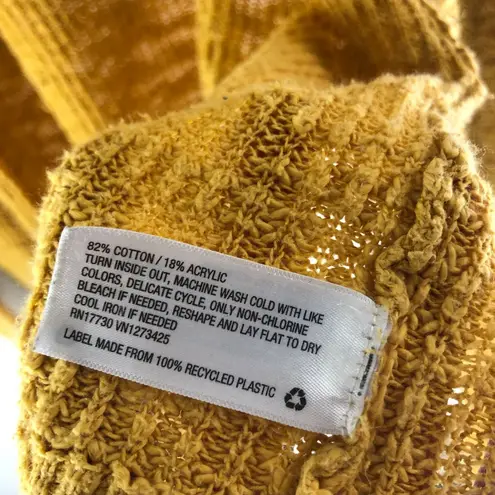 82% COTTON / 18% ACRYLIC
TURN INSIDE OUT, MACHINE WASH COLD WITH LIKE
COLORS, DELICATE CYCLE, ONLY NON-CHLORINE
BLEACH IF NEEDED, RESHAPE AND LAY FLAT TO DRY
COOL IRON IF NEEDED
RN17730 VN1273425
LABEL MADE FROM 100% RECYCLED PLASTIC